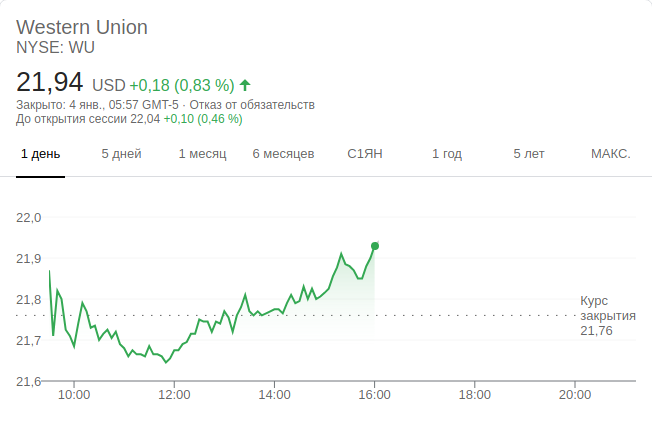 Western Union
NYSE: WU
21,94 USD +0,18 (0,83 %)
Закрыто: 4 янв., 05:57 GMT-5 · Отказ от обязательств
До открытия сессии 22,04 +0,10 (0,46 %)
1 день 5 дней 1 месяц 6 месяцев С1ЯН 1 год 5 лет МАКС.
22,0
21,9
21,8
Курс
закрытия
21,76
21,7
21,6
10:00 12:00 14:00 16:00 18:00 20:00